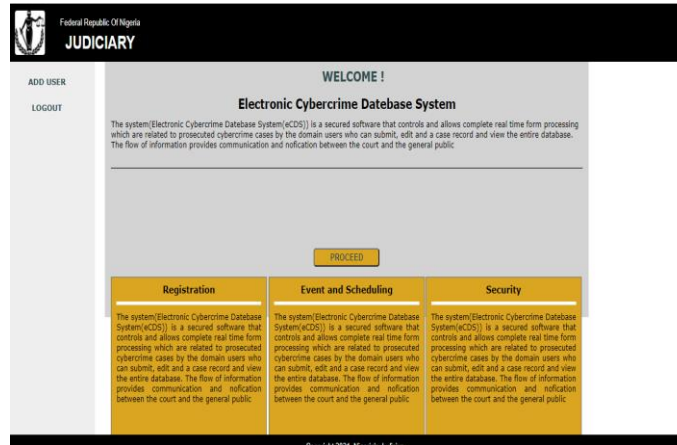 Federal Republic Of Nigeria
JUDICIARY
ADD USER
LOGOUT
WELCOME !
Electronic Cybercrime Datebase System
The system(Electronic Cybercrime Datebase System(eCDS)) is a secured software that controls and allows complete real time form processing
which are related to prosecuted cybercrime cases by the domain users who can submit, edit and a case record and view the entire database.
The flow of information provides communication and nofication between the court and the general public
PROCEED
Registration
The system(Electronic Cybercrime Datebase
System(eCDS)) is a secured software that
controls and allows complete real time form
processing which are related to prosecuted
cybercrime cases by the domain users who
can submit, edit and a case record and view
the entire database. The flow of information
provides communication and nofication
between the court and the general public
Event and Scheduling
The system(Electronic Cybercrime Datebase
System(eCDS)) is a secured software that
controls and allows complete real time form
processing which are related to prosecuted
cybercrime cases by the domain users who
can submit, edit and a case record and view
the entire database. The flow of information
provides communication and nofication
between the court and the general public
Security
The system(Electronic Cybercrime Datebase
System(eCDS)) is a secured software that
controls and allows complete real time form
processing which are related to prosecuted
cybercrime cases by the domain users who
can submit, edit and a case record and view
the entire database. The flow of information
provides communication and nofication
between the court and the general public